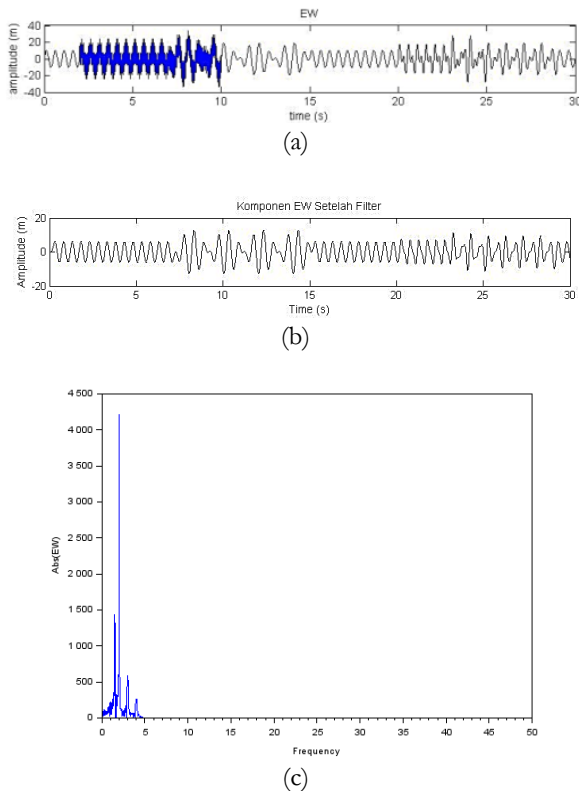 EW
amplitude (m)
40
20
0
-20
-40
0 5 10 15 20 25 30
time (s)
(a)
Komponen EW Setelah Filter
Amplitude (m)
20
0
-20
0 5 10 15 20 25 30
Time (s)
(b)
4 500
4 000
3 500
3 000
2 500
2 000
1 500
1 000
500
0
Abs(EW)
0 5 10 15 20 25 30 35 40 45 50
Frequency
(c)